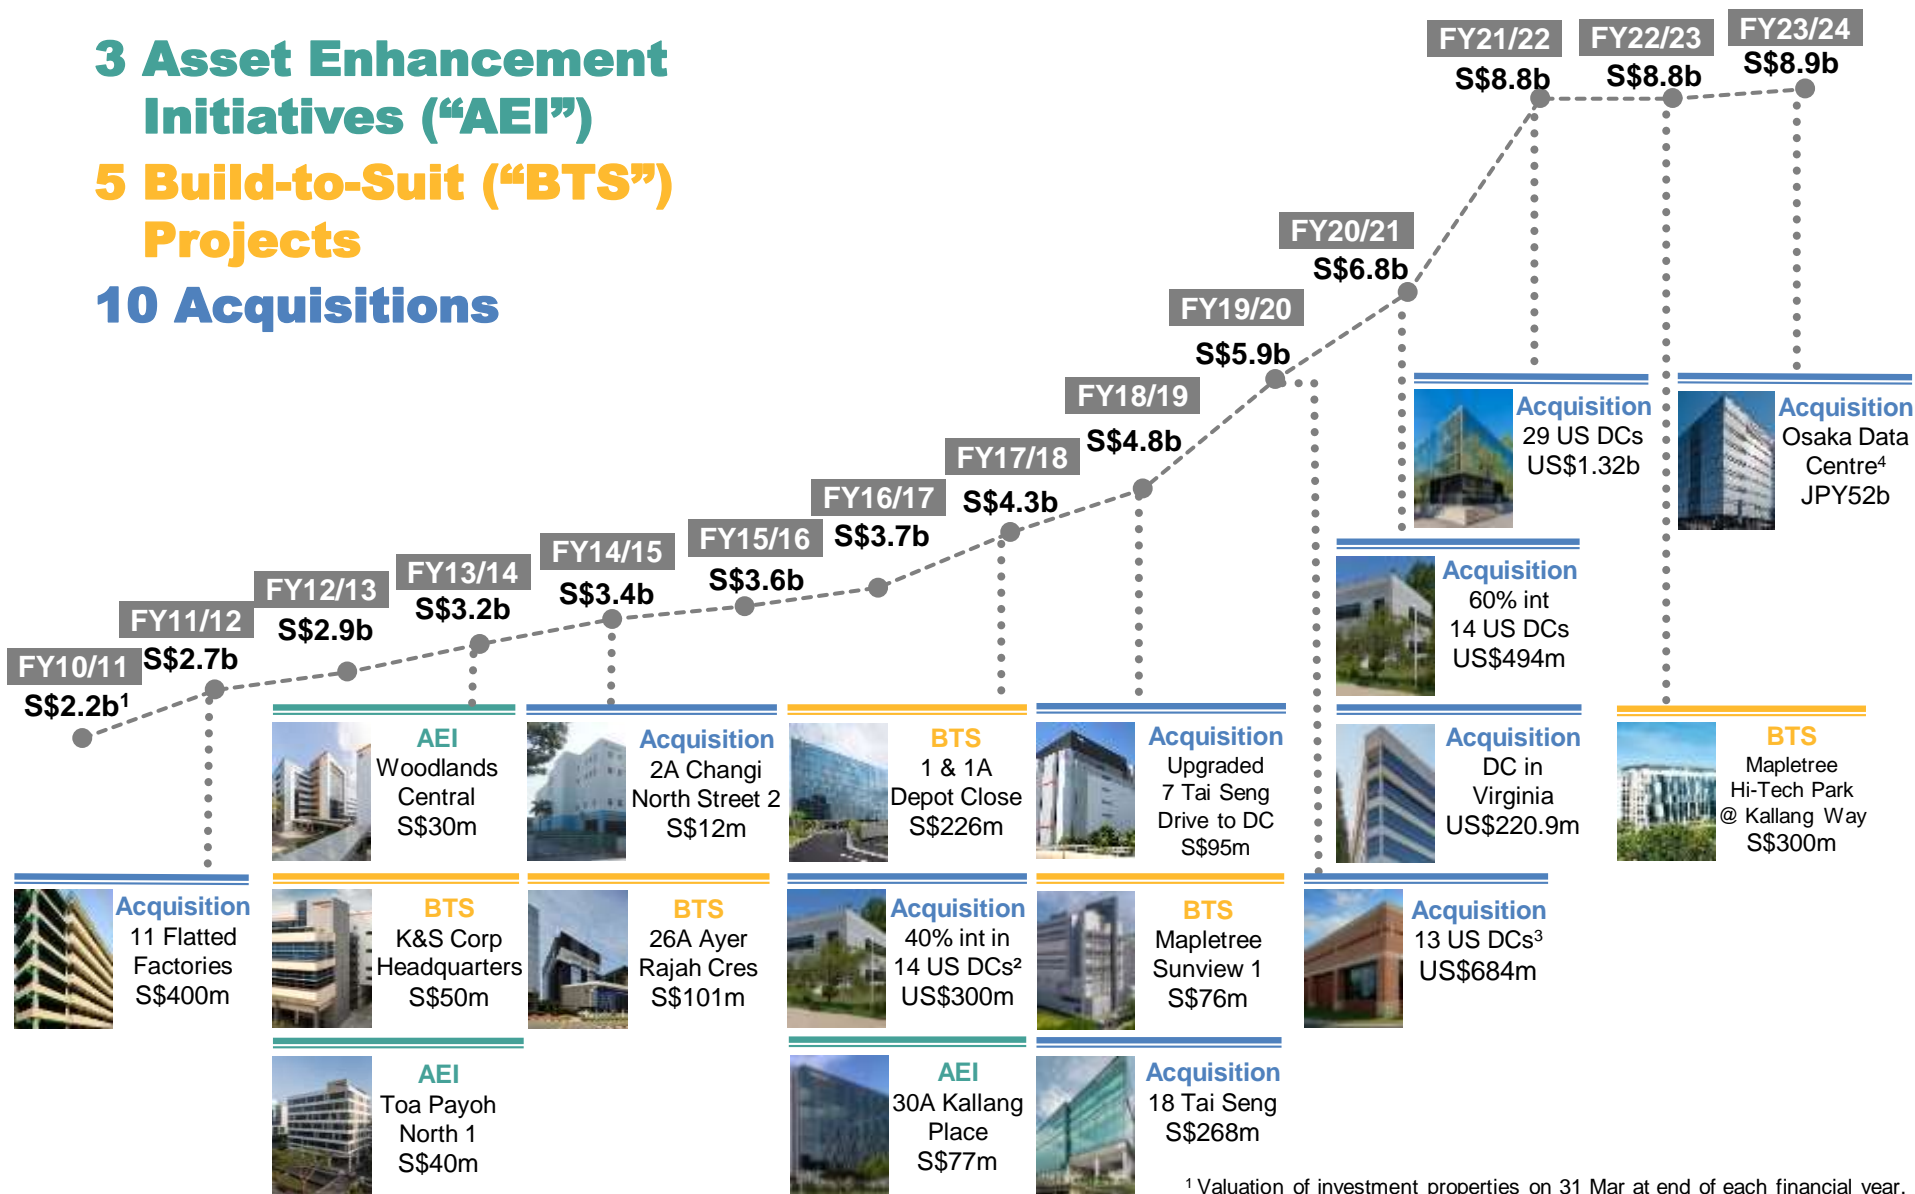 3 Asset Enhancement
Initiatives (“AEI”)
5 Build-to-Suit (“BTS”)
Projects
10 Acquisitions
FY10/11
S$2.2b¹
FY11/12
S$2.7b
FY12/13
S$2.9b
FY13/14
S$3.2b
FY14/15
S$3.4b
FY15/16
S$3.6b
FY16/17
S$3.7b
FY17/18
S$4.3b
FY18/19
S$4.8b
FY19/20
S$5.9b
FY20/21
S$6.8b
FY21/22
S$8.8b
FY22/23
S$8.8b
FY23/24
S$8.9b
Acquisition
11 Flatted
Factories
S$400m
AEI
Woodlands
Central
S$30m
BTS
K&S Corp
Headquarters
S$50m
AEI
Toa Payoh
North 1
S$40m
Acquisition
2A Changi
North Street 2
S$12m
BTS
26A Ayer
Rajah Cres
S$101m
BTS
1 & 1A
Depot Close
S$226m
Acquisition
40% int in
14 US DCs²
US$300m
AEI
30A Kallang
Place
S$77m
Acquisition
Upgraded
7 Tai Seng
Drive to DC
S$95m
BTS
Mapletree
Sunview 1
S$76m
Acquisition
18 Tai Seng
S$268m
Acquisition
13 US DCs³
US$684m
Acquisition
60% int
14 US DCs
US$494m
Acquisition
DC in
Virginia
US$220.9m
Acquisition
29 US DCs
US$1.32b
BTS
Mapletree
Hi-Tech Park
@ Kallang Way
S$300m
Acquisition
Osaka Data
Centre⁴
JPY52b
¹ Valuation of investment properties on 31 Mar at end of each financial year.